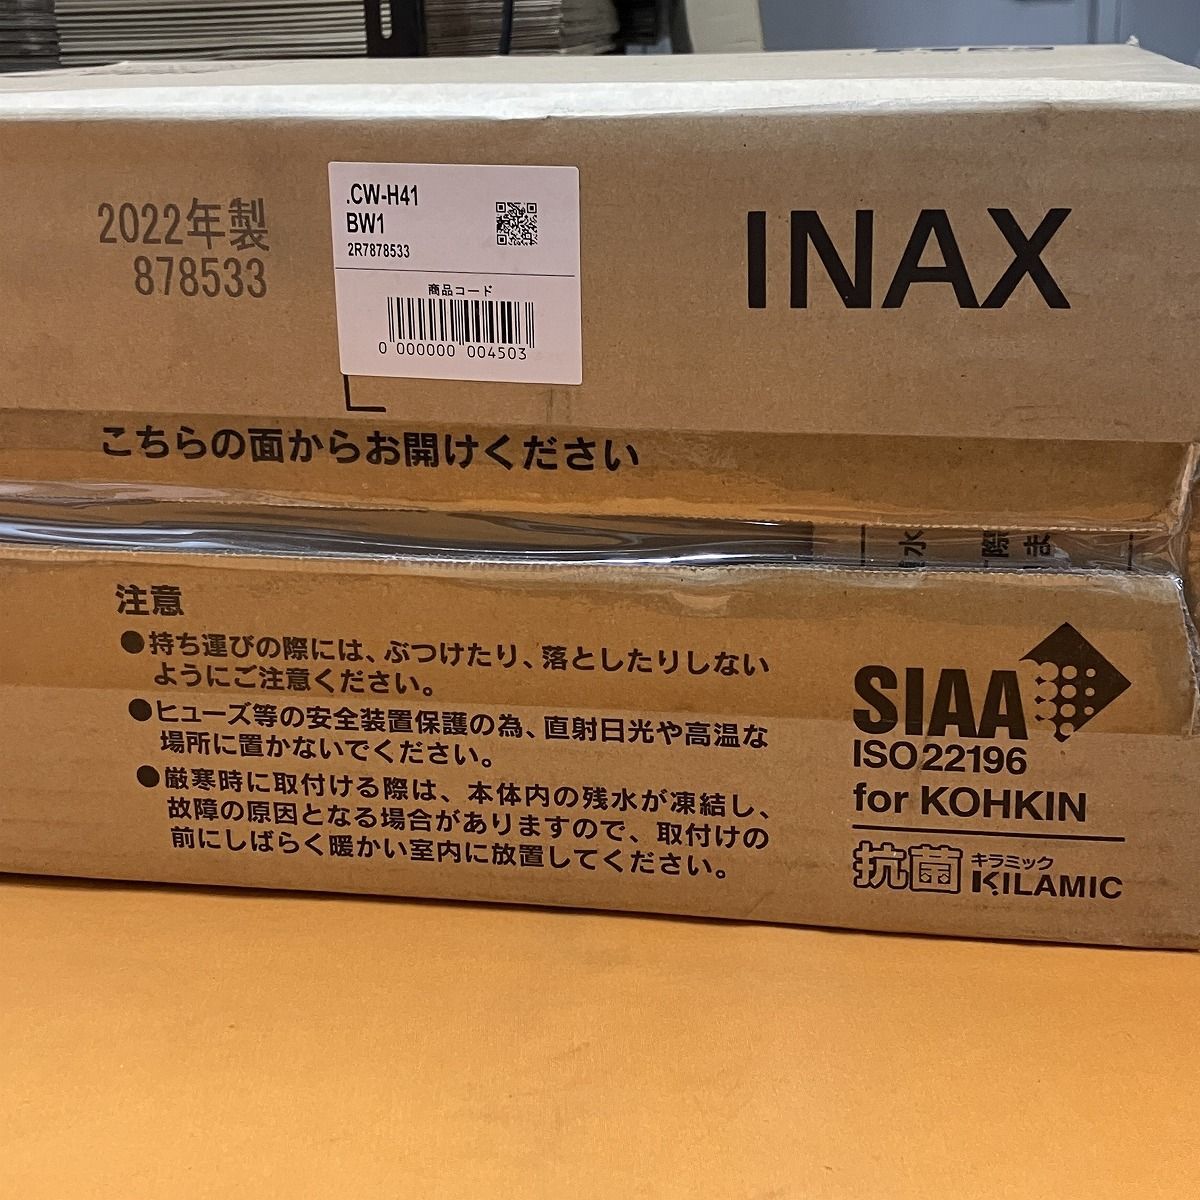 2022年製
878533
.CW-H41
BW1
2R7878533
商品コード
0 000000 004503
INAX
こちらの面からお開けください
水
際
ま
注意
●持ち運びの際には、ぶつけたり、落としたりしない
ようにご注意ください。
●ヒューズ等の安全装置保護の為、直射日光や高温な
場所に置かないでください。
●厳寒時に取付ける際は、本体内の残水が凍結し、
故障の原因となる場合がありますので、取付けの
前にしばらく暖かい室内に放置してください。
SIAA
ISO22196
for KOHKIN
抗菌 キラミック
KILAMIC